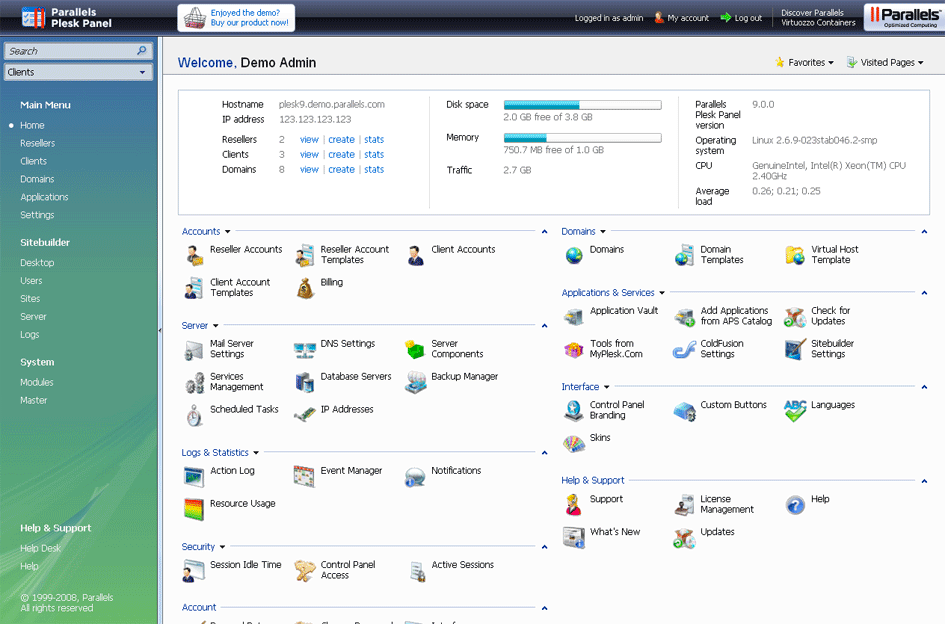 Parallels
Plesk Panel
Enjoyed the demo?
Buy our product now!
Logged in as admin
My account
Log out
Discover Parallels
Virtuozzo Containers
Parallels
Optimized Computing
Search
Clients
Main Menu
Home
Resellers
Clients
Domains
Applications
Settings
Sitebuilder
Desktop
Users
Sites
Server
Logs
System
Modules
Master
Help & Support
Help Desk
Help
© 1999-2008, Parallels
All rights reserved
Welcome, Demo Admin
Favorites
Visited Pages
Hostname plesk9.demo.parallels.com
IP address 123.123.123.123
Resellers 2 view | create | stats
Clients 3 view | create | stats
Domains 8 view | create | stats
Disk space
2.0 GB free of 3.8 GB
Memory
750.7 MB free of 1.0 GB
Traffic 2.7 GB
Parallels 9.0.0
Plesk Panel
version
Operating Linux 2.6.9-023stab046.2-smp
system
CPU GenuineIntel, Intel(R) Xeon(TM) CPU
2.40GHz
Average 0.26; 0.21; 0.25
load
Accounts
Reseller Accounts
Reseller Account
Templates
Client Accounts
Client Account
Templates
Billing
Server
Mail Server
Settings
DNS Settings
Server
Components
Services
Management
Database Servers
Backup Manager
Scheduled Tasks
IP Addresses
Logs & Statistics
Action Log
Event Manager
Notifications
Resource Usage
Security
Session Idle Time
Control Panel
Access
Active Sessions
Account
Domains
Domains
Domain
Templates
Virtual Host
Template
Applications & Services
Application Vault
Add Applications
from APS Catalog
Check for
Updates
Tools from
MyPlesk.Com
ColdFusion
Settings
Sitebuilder
Settings
Interface
Control Panel
Branding
Custom Buttons
ABC
Languages
Skins
Help & Support
Support
License
Management
Help
What's New
Updates